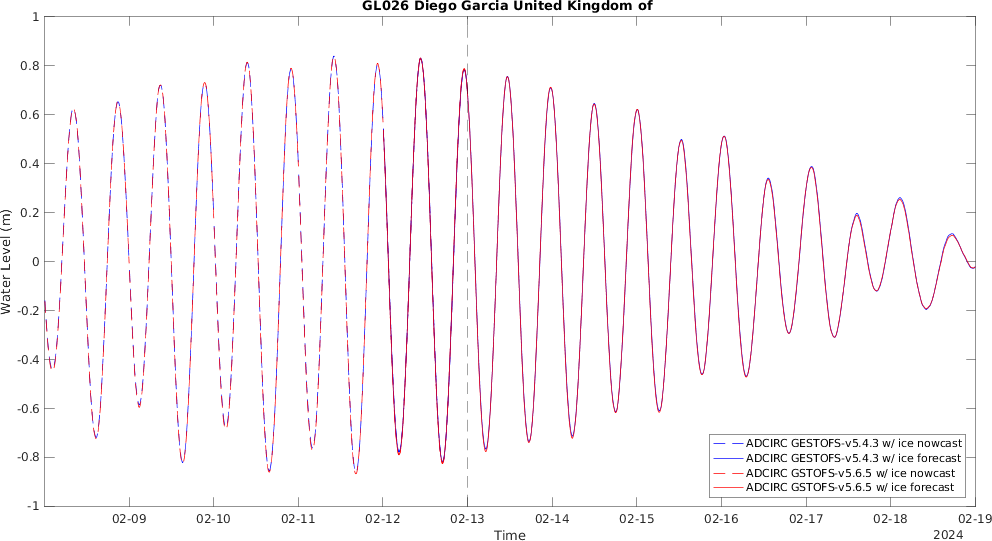 GL026 Diego Garcia United Kingdom of
1
0.8
0.6
0.4
0.2
0
-0.2
-0.4
-0.6
-0.8
-1
Water Level (m)
ADCIRC GESTOFS-v5.4.3 w/ ice nowcast
ADCIRC GESTOFS-v5.4.3 w/ ice forecast
ADCIRC GSTOFS-v5.6.5 w/ ice nowcast
ADCIRC GSTOFS-v5.6.5 w/ ice forecast
02-09 02-10 02-11 02-12 02-13 02-14 02-15 02-16 02-17 02-18 02-19
Time
2024